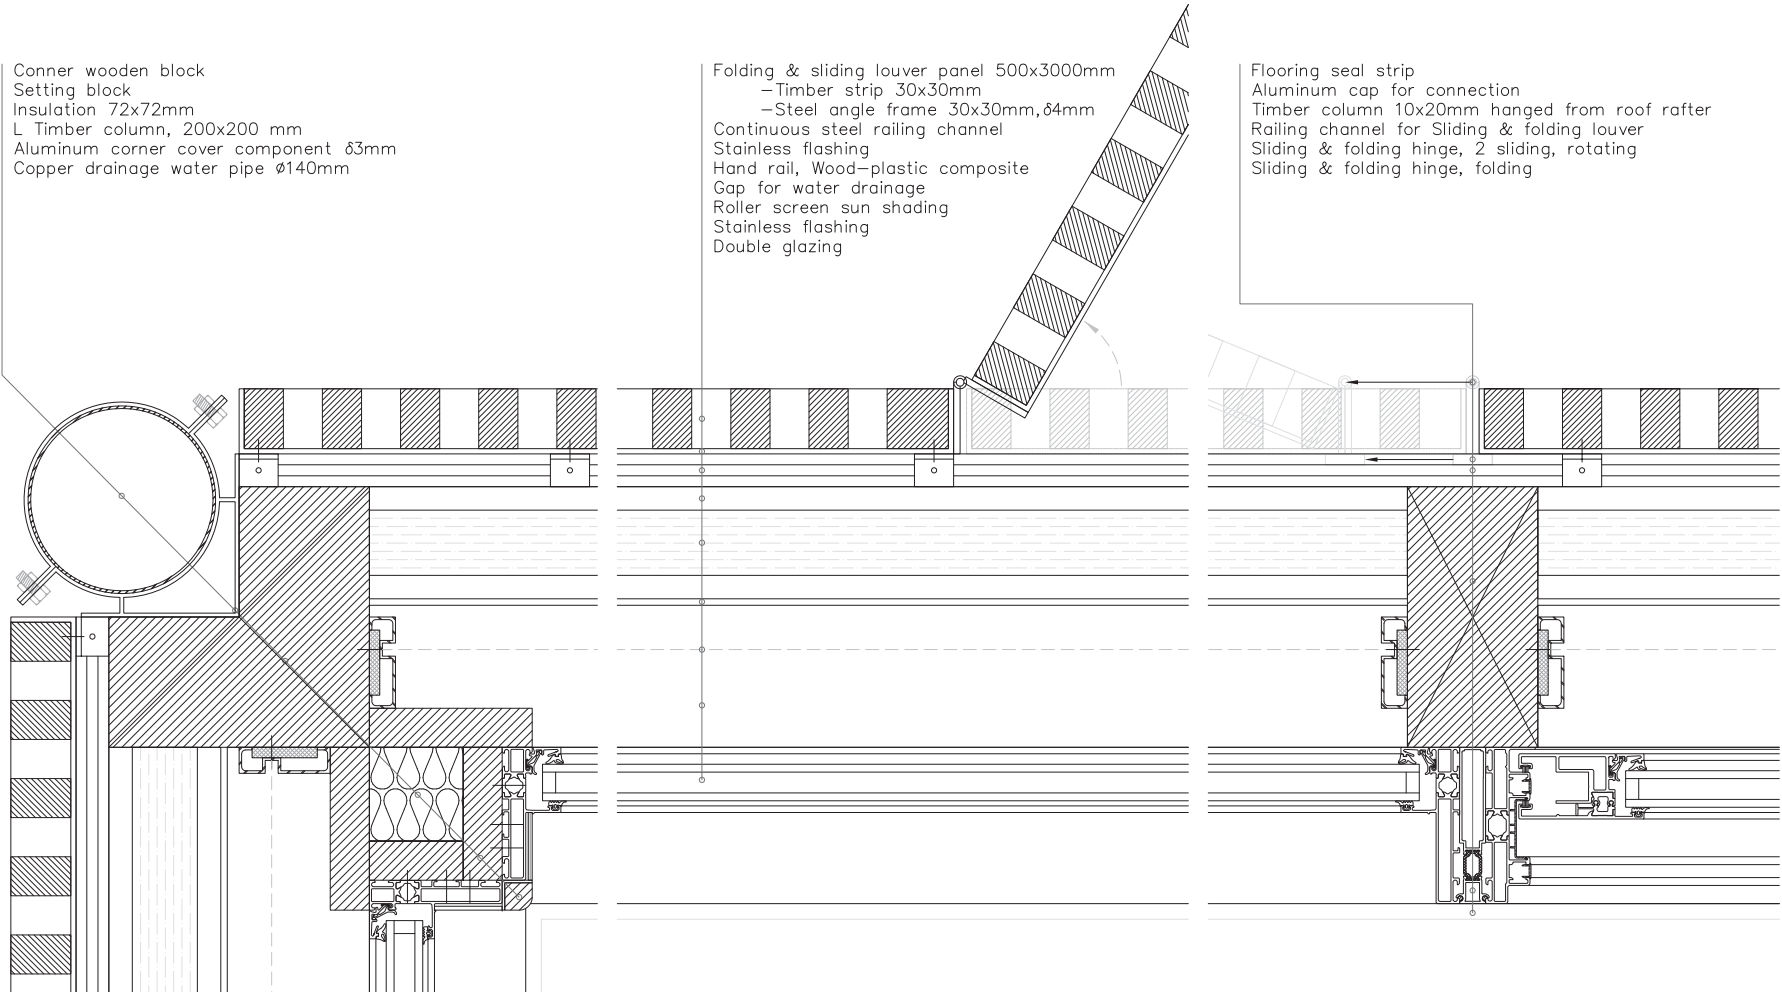 Conner wooden block
Setting block
Insulation 72x72mm
L Timber column, 200x200 mm
Aluminum corner cover component δ3mm
Copper drainage water pipe Ø140mm
Folding & sliding louver panel 500x3000mm
—Timber strip 30x30mm
—Steel angle frame 30x30mm,δ4mm
Continuous steel railing channel
Stainless flashing
Hand rail, Wood—plastic composite
Gap for water drainage
Roller screen sun shading
Stainless flashing
Double glazing
Flooring seal strip
Aluminum cap for connection
Timber column 10x20mm hanged from roof rafter
Railing channel for Sliding & folding louver
Sliding & folding hinge, 2 sliding, rotating
Sliding & folding hinge, folding